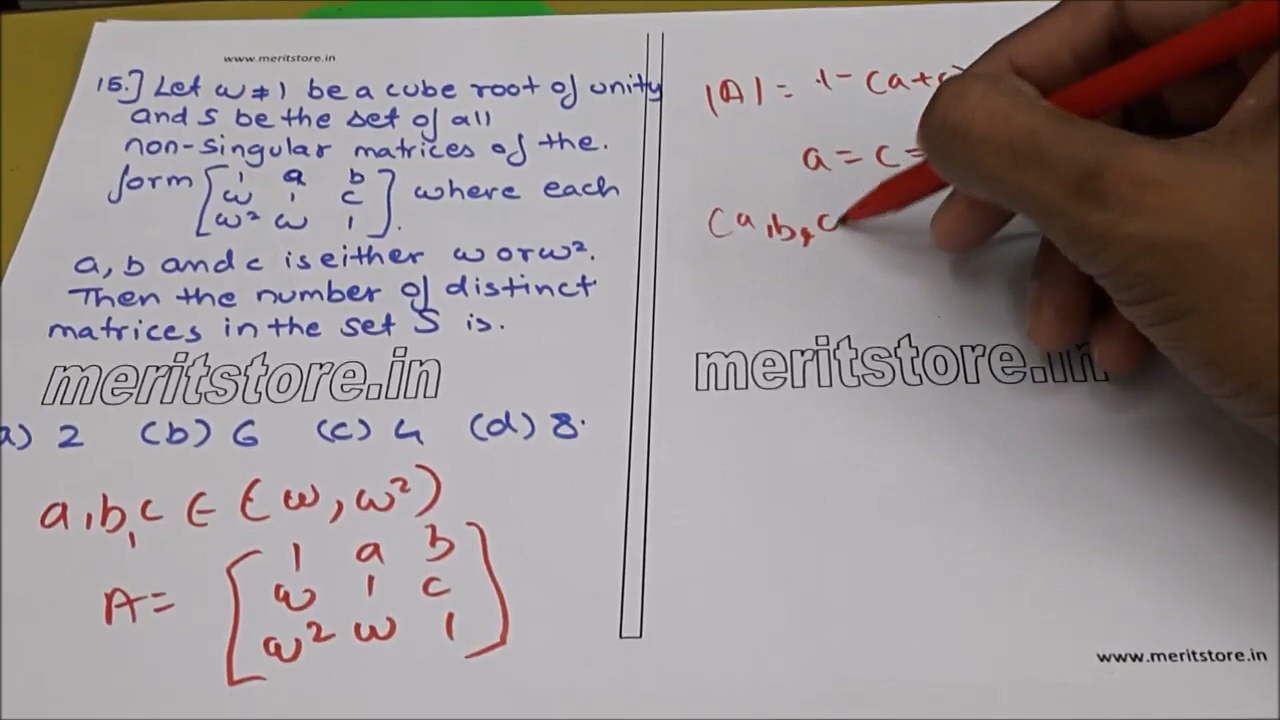 www.meritstore.in
15.] Let ω ≠ 1 be a cube root of unity
and S be the set of all
non-singular matrices of the.
form [1 a b
ω 1 c
ω² ω 1]. where each
a, b and c is either ω or ω².
Then the number of distinct
matrices in the set S is.
meritstore.in
a) 2 (b) 6 (c) 4 (d) 8.
a, b, c ∈ (ω, ω²)
A = [1 a b
ω 1 c
ω² ω 1]
|A| = 1 - (a + c)
a = c =
(a, b, c
meritstore.in
www.meritstore.in